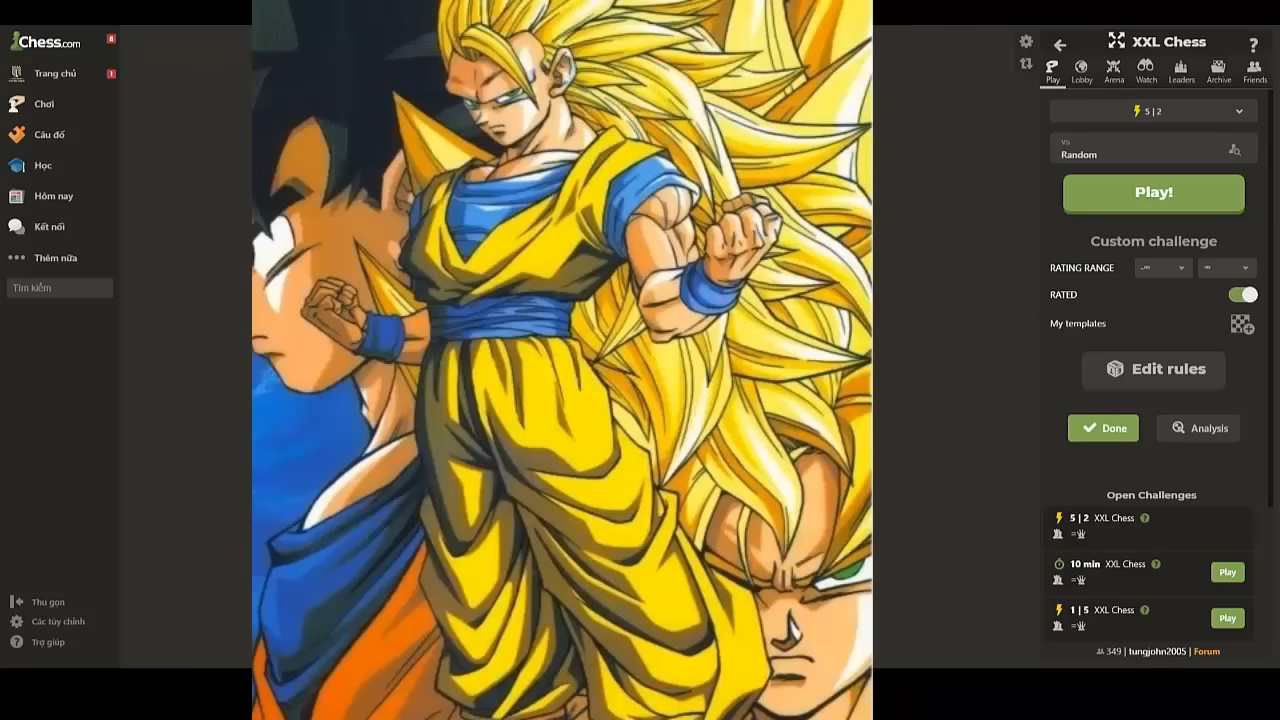 Chess.com
8
Trang chủ
1
Chơi
Câu đố
Học
Hôm nay
Kết nối
Thêm nữa
Tìm kiếm
Thu gọn
Các tùy chỉnh
Trợ giúp
XXL Chess
?
Play
Lobby
Arena
Watch
Leaders
Archive
Friends
5 | 2
vs
Random
Play!
Custom challenge
RATING RANGE
-∞
∞
RATED
My templates
Edit rules
Done
Analysis
Open Challenges
5 | 2 XXL Chess ?
=
10 min XXL Chess ?
=
Play
1 | 5 XXL Chess ?
=
Play
349 | tungjohn2005 | Forum